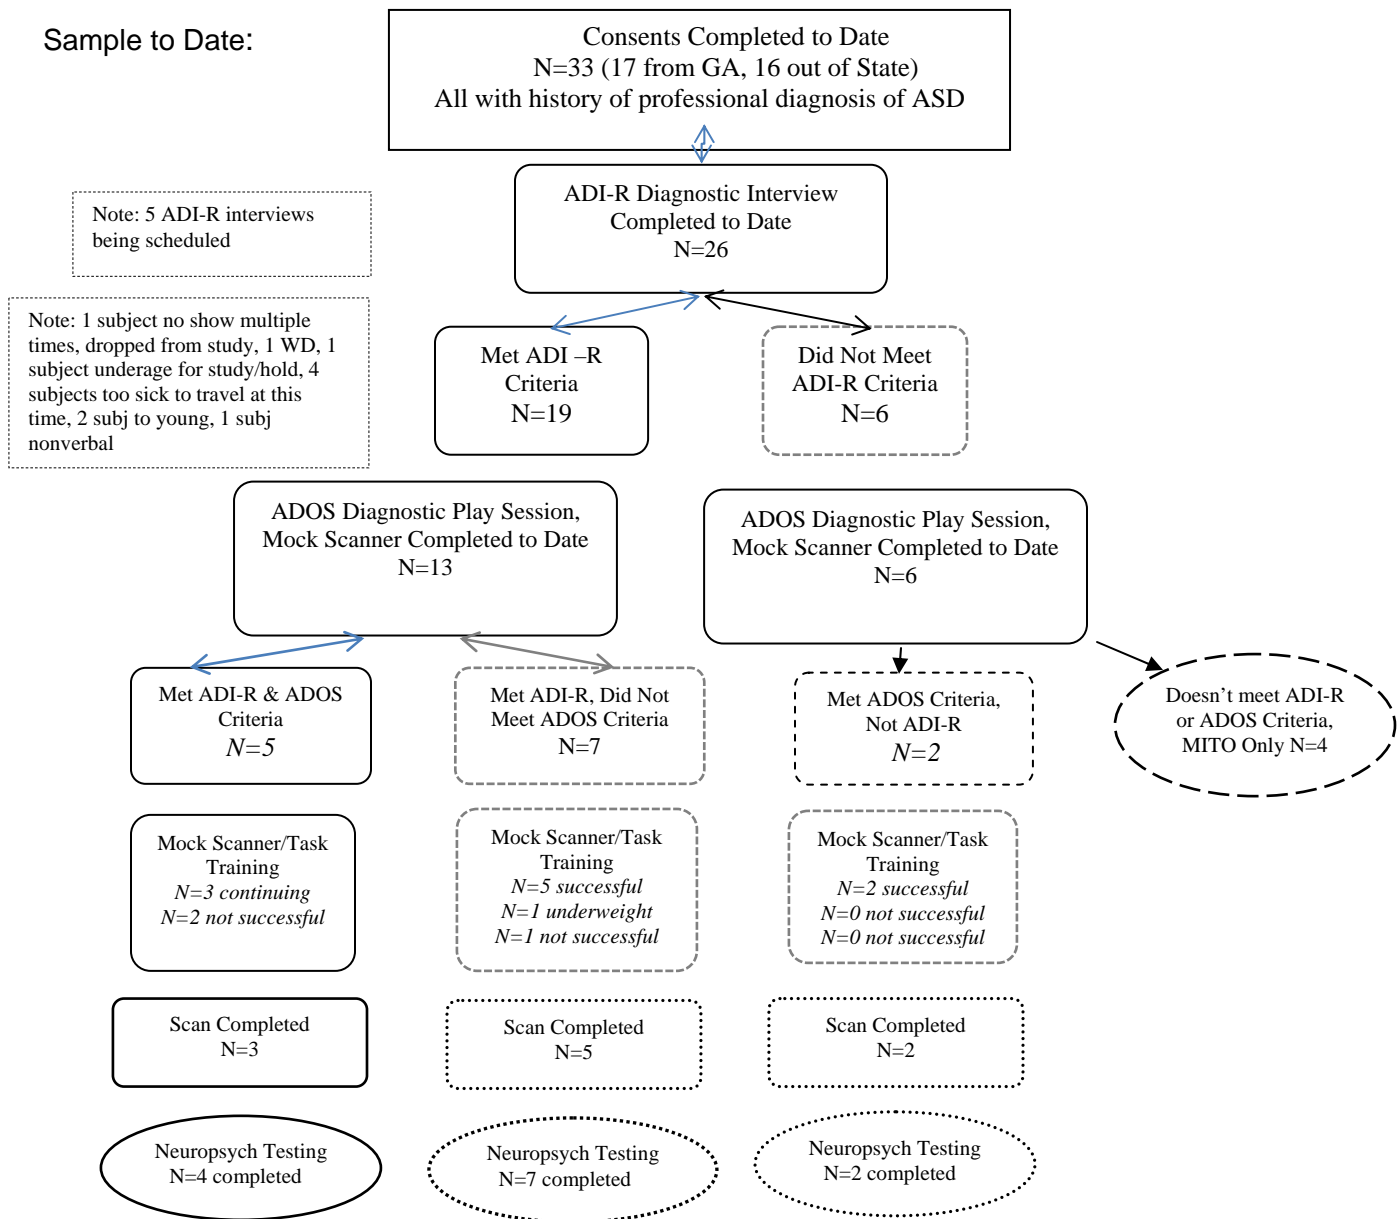 Sample to Date:
Consents Completed to Date
N=33 (17 from GA, 16 out of State)
All with history of professional diagnosis of ASD
ADI-R Diagnostic Interview
Completed to Date
N=26
Note: 5 ADI-R interviews
being scheduled
Note: 1 subject no show multiple
times, dropped from study, 1 WD, 1
subject underage for study/hold, 4
subjects too sick to travel at this
time, 2 subj to young, 1 subj
nonverbal
Met ADI –R
Criteria
N=19
Did Not Meet
ADI-R Criteria
N=6
ADOS Diagnostic Play Session,
Mock Scanner Completed to Date
N=13
ADOS Diagnostic Play Session,
Mock Scanner Completed to Date
N=6
Met ADI-R & ADOS
Criteria
N=5
Met ADI-R, Did Not
Meet ADOS Criteria
N=7
Met ADOS Criteria,
Not ADI-R
N=2
Doesn’t meet ADI-R
or ADOS Criteria,
MITO Only N=4
Mock Scanner/Task
Training
N=3 continuing
N=2 not successful
Mock Scanner/Task
Training
N=5 successful
N=1 underweight
N=1 not successful
Mock Scanner/Task
Training
N=2 successful
N=0 not successful
N=0 not successful
Scan Completed
N=3
Scan Completed
N=5
Scan Completed
N=2
Neuropsych Testing
N=4 completed
Neuropsych Testing
N=7 completed
Neuropsych Testing
N=2 completed